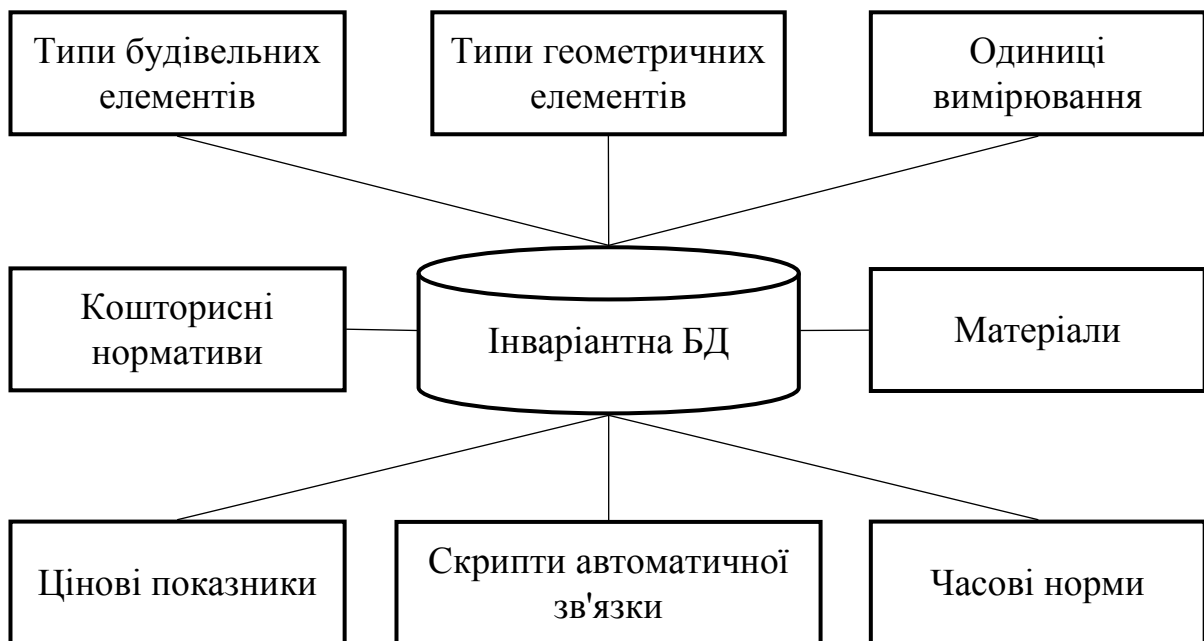 Типи будівельних
елементів
Типи геометричних
елементів
Одиниці
вимірювання
Кошторисні
нормативи
Інваріантна БД
Матеріали
Цінові показники
Скрипти автоматичної
зв'язки
Часові норми